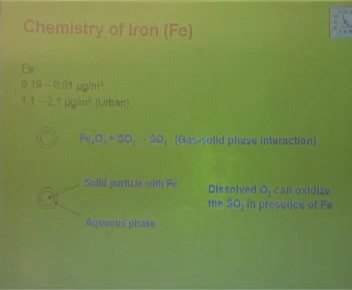 Chemistry of Iron (Fe)
Fe
0.19 – 0.51 µg/m³
1.1 – 2.1 µg/m³ (Urban)
Fe₂O₃ + SO₂ - SO₃ (Gas-solid phase interaction)
Solid particle with Fe
Dissolved O₂ can oxidize
the SO₂ in presence of Fe
Aqueous phase